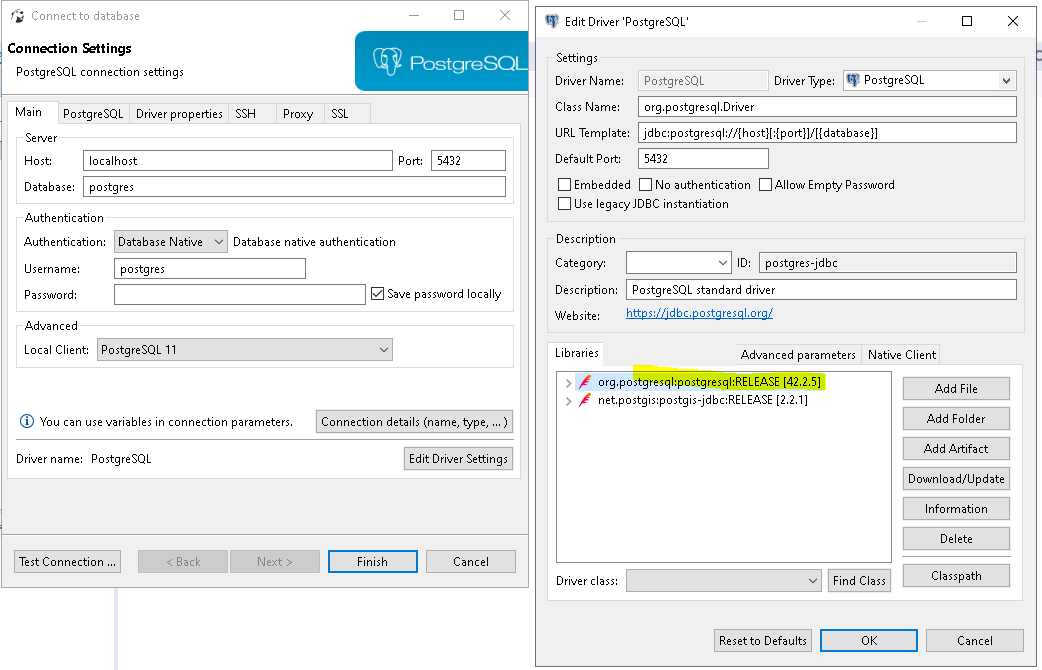 Connect to database
Connection Settings
PostgreSQL connection settings
PostgreSQL
Main PostgreSQL Driver properties SSH Proxy SSL
Server
Host: localhost Port: 5432
Database: postgres
Authentication
Authentication: Database Native Database native authentication
Username: postgres
Password: Save password locally
Advanced
Local Client: PostgreSQL 11
You can use variables in connection parameters. Connection details (name, type, ... )
Driver name: PostgreSQL Edit Driver Settings
Test Connection ... < Back Next > Finish Cancel
Edit Driver 'PostgreSQL'
Settings
Driver Name: PostgreSQL Driver Type: PostgreSQL
Class Name: org.postgresql.Driver
URL Template: jdbc:postgresql://{host}[:{port}]/[{database}]
Default Port: 5432
Embedded No authentication Allow Empty Password
Use legacy JDBC instantiation
Description
Category: ID: postgres-jdbc
Description: PostgreSQL standard driver
Website: https://jdbc.postgresql.org/
Libraries Advanced parameters Native Client
org.postgresql:postgresql:RELEASE [42.2.5]
net.postgis:postgis-jdbc:RELEASE [2.2.1]
Add File
Add Folder
Add Artifact
Download/Update
Information
Delete
Classpath
Driver class: Find Class
Reset to Defaults OK Cancel